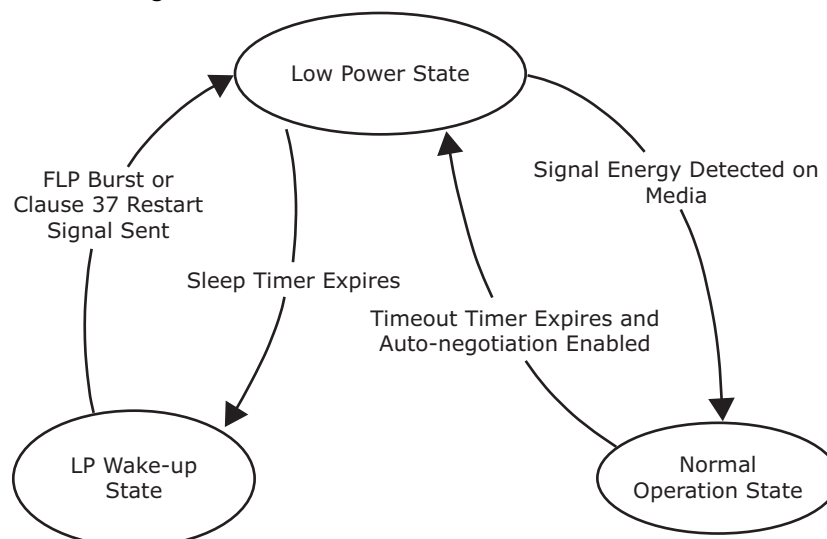 Low Power State
FLP Burst or
Clause 37 Restart
Signal Sent
Signal Energy Detected on
Media
Sleep Timer Expires
Timeout Timer Expires and
Auto-negotiation Enabled
LP Wake-up
State
Normal
Operation State